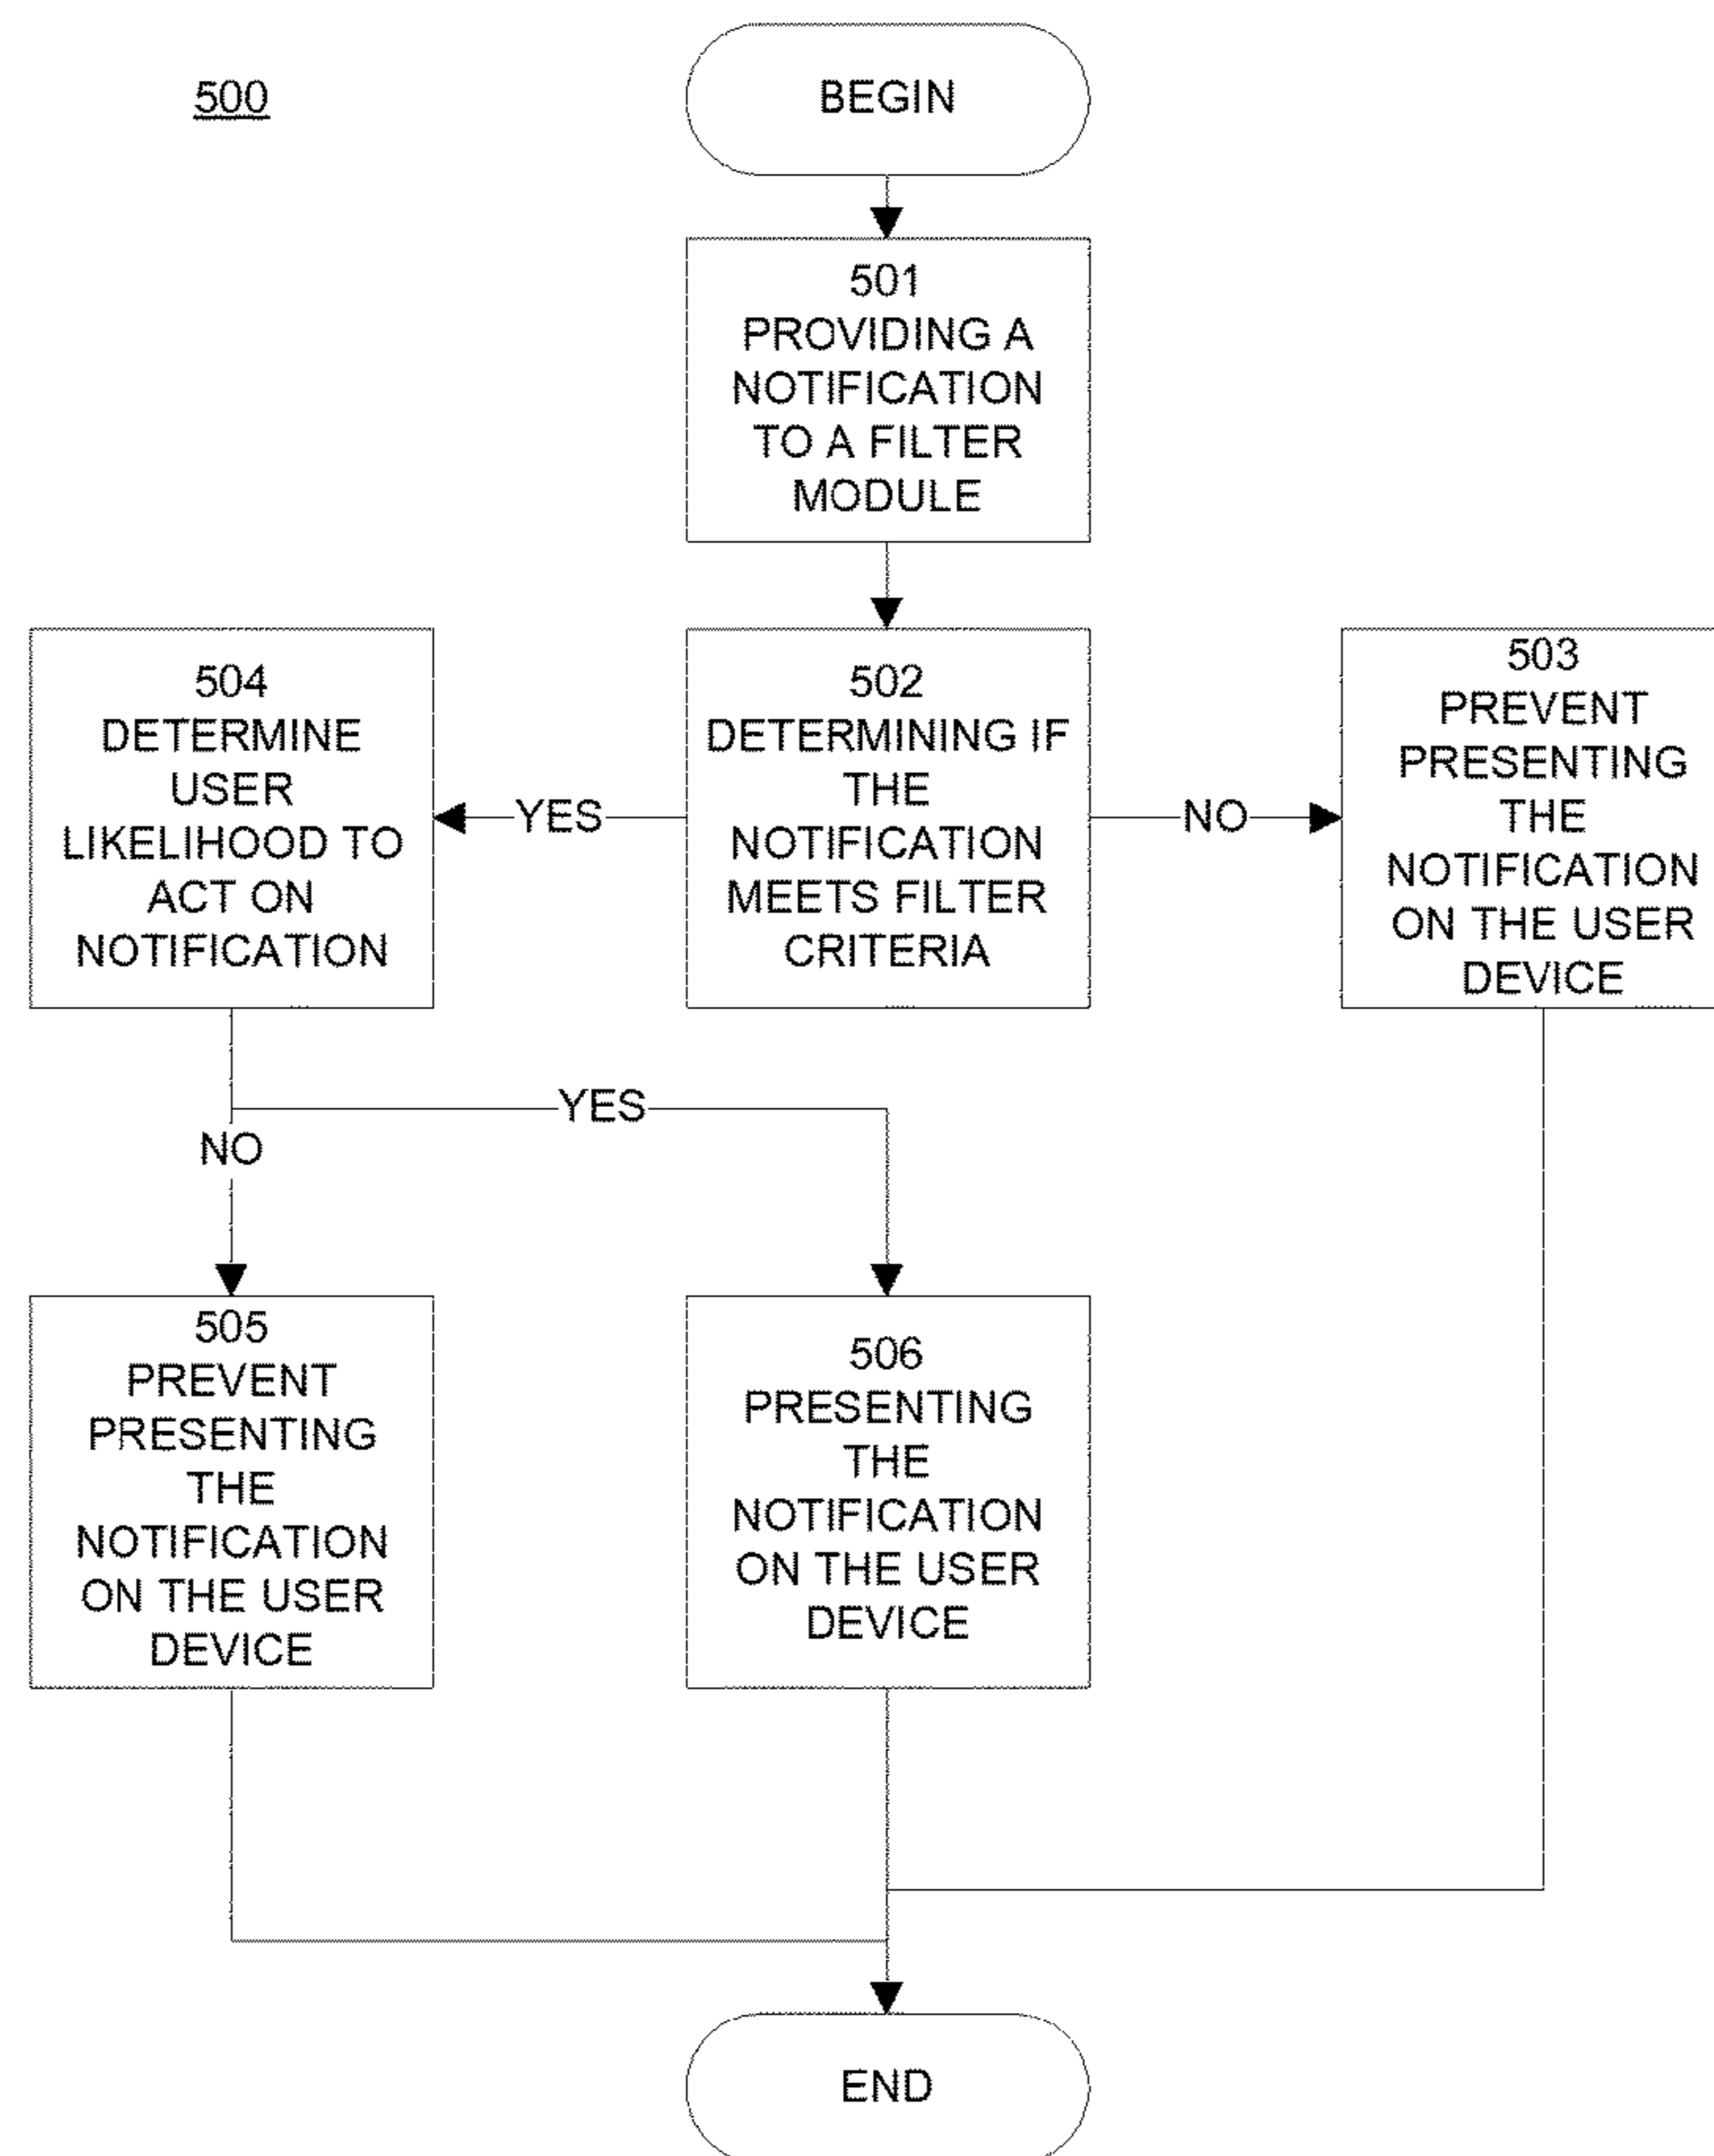 500
BEGIN
501
PROVIDING A
NOTIFICATION
TO A FILTER
MODULE
504
DETERMINE
USER
LIKELIHOOD TO
ACT ON
NOTIFICATION
YES
502
DETERMINING IF
THE
NOTIFICATION
MEETS FILTER
CRITERIA
NO
503
PREVENT
PRESENTING
THE
NOTIFICATION
ON THE USER
DEVICE
YES
NO
505
PREVENT
PRESENTING
THE
NOTIFICATION
ON THE USER
DEVICE
506
PRESENTING
THE
NOTIFICATION
ON THE USER
DEVICE
END